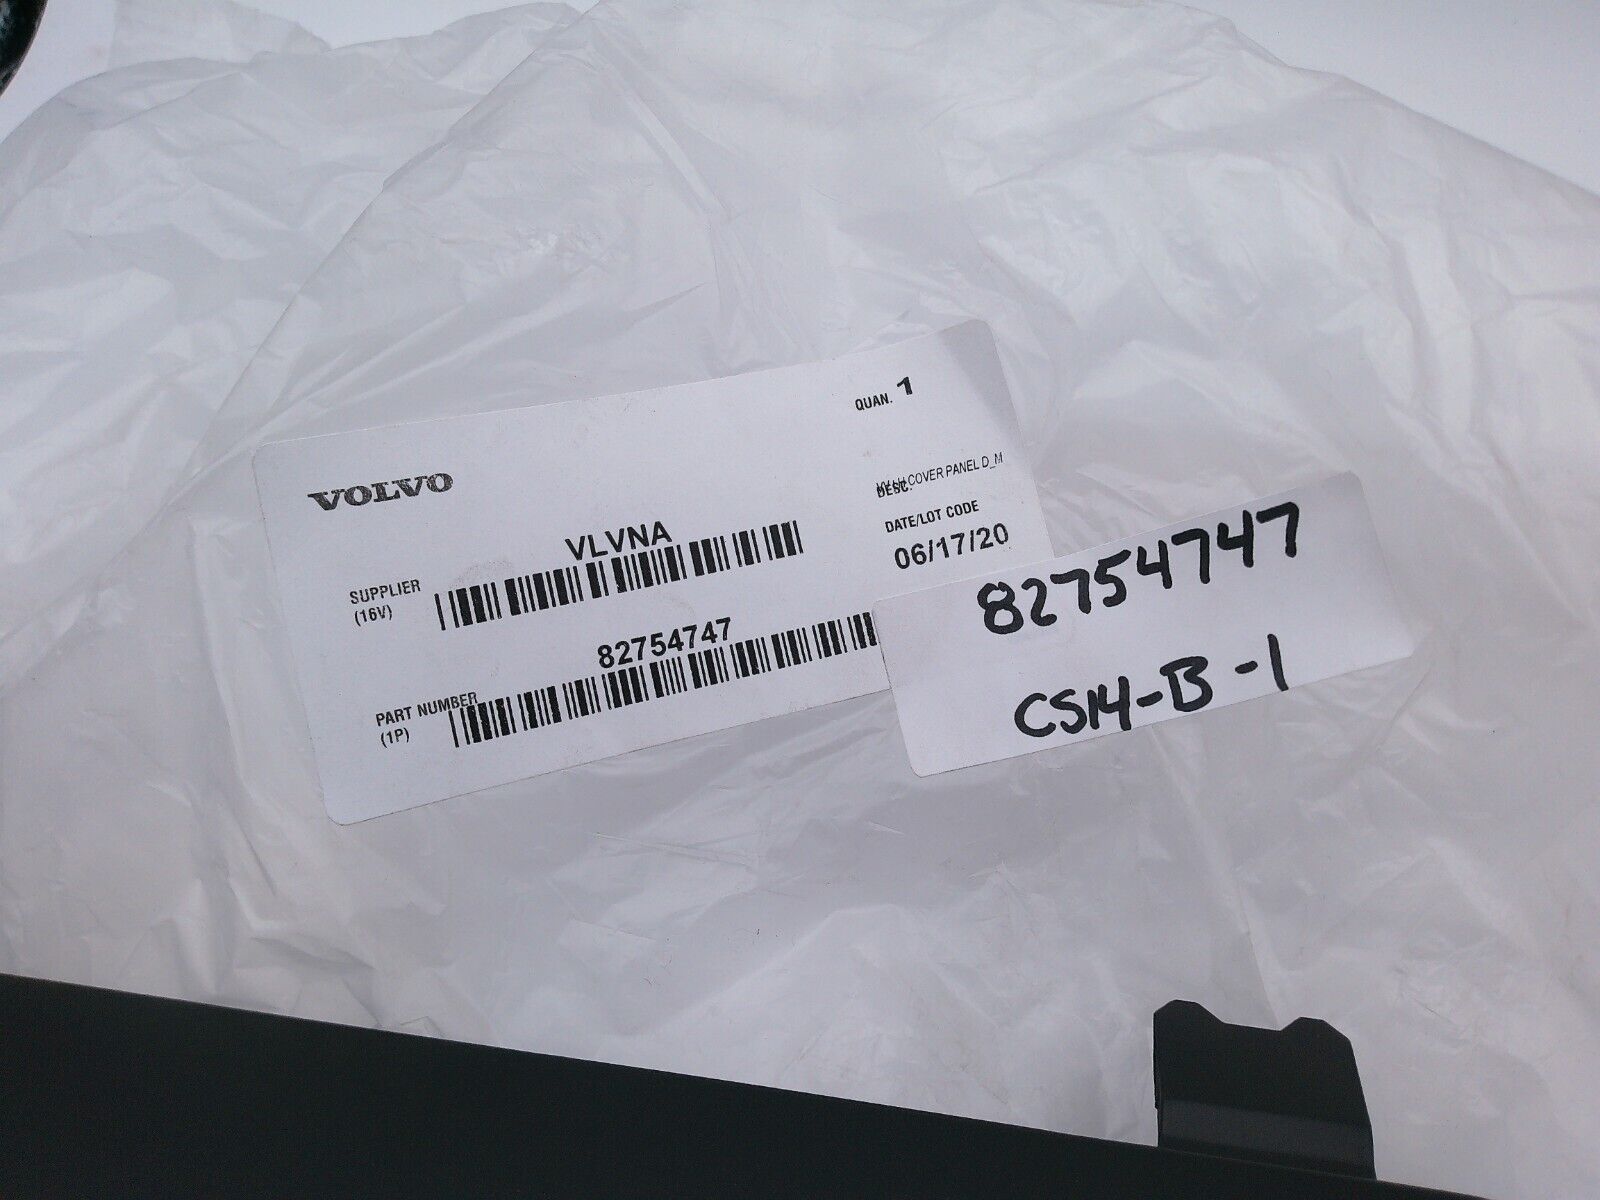 QUAN. 1
VOLVO
DESC. COVER PANEL D_M
DATE/LOT CODE
06/17/20
VLVNA
SUPPLIER
(16V)
82754747
PART NUMBER
(1P)
82754747
CS14-B-1